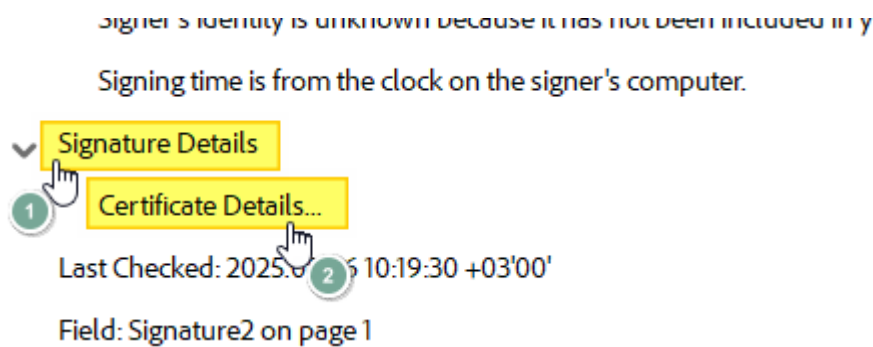 Signer's identity is unknown because it has not been included in y
Signing time is from the clock on the signer's computer.
Signature Details
1
Certificate Details...
Last Checked: 2025. 2 10:19:30 +03'00'
Field: Signature2 on page 1